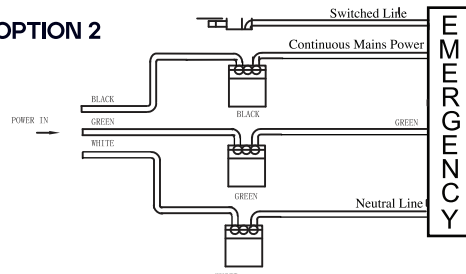 OPTION 2
Switched Line
Continuous Mains Power
BLACK
BLACK
POWER IN
GREEN
GREEN
WHITE
GREEN
Neutral Line
EMERGENCY